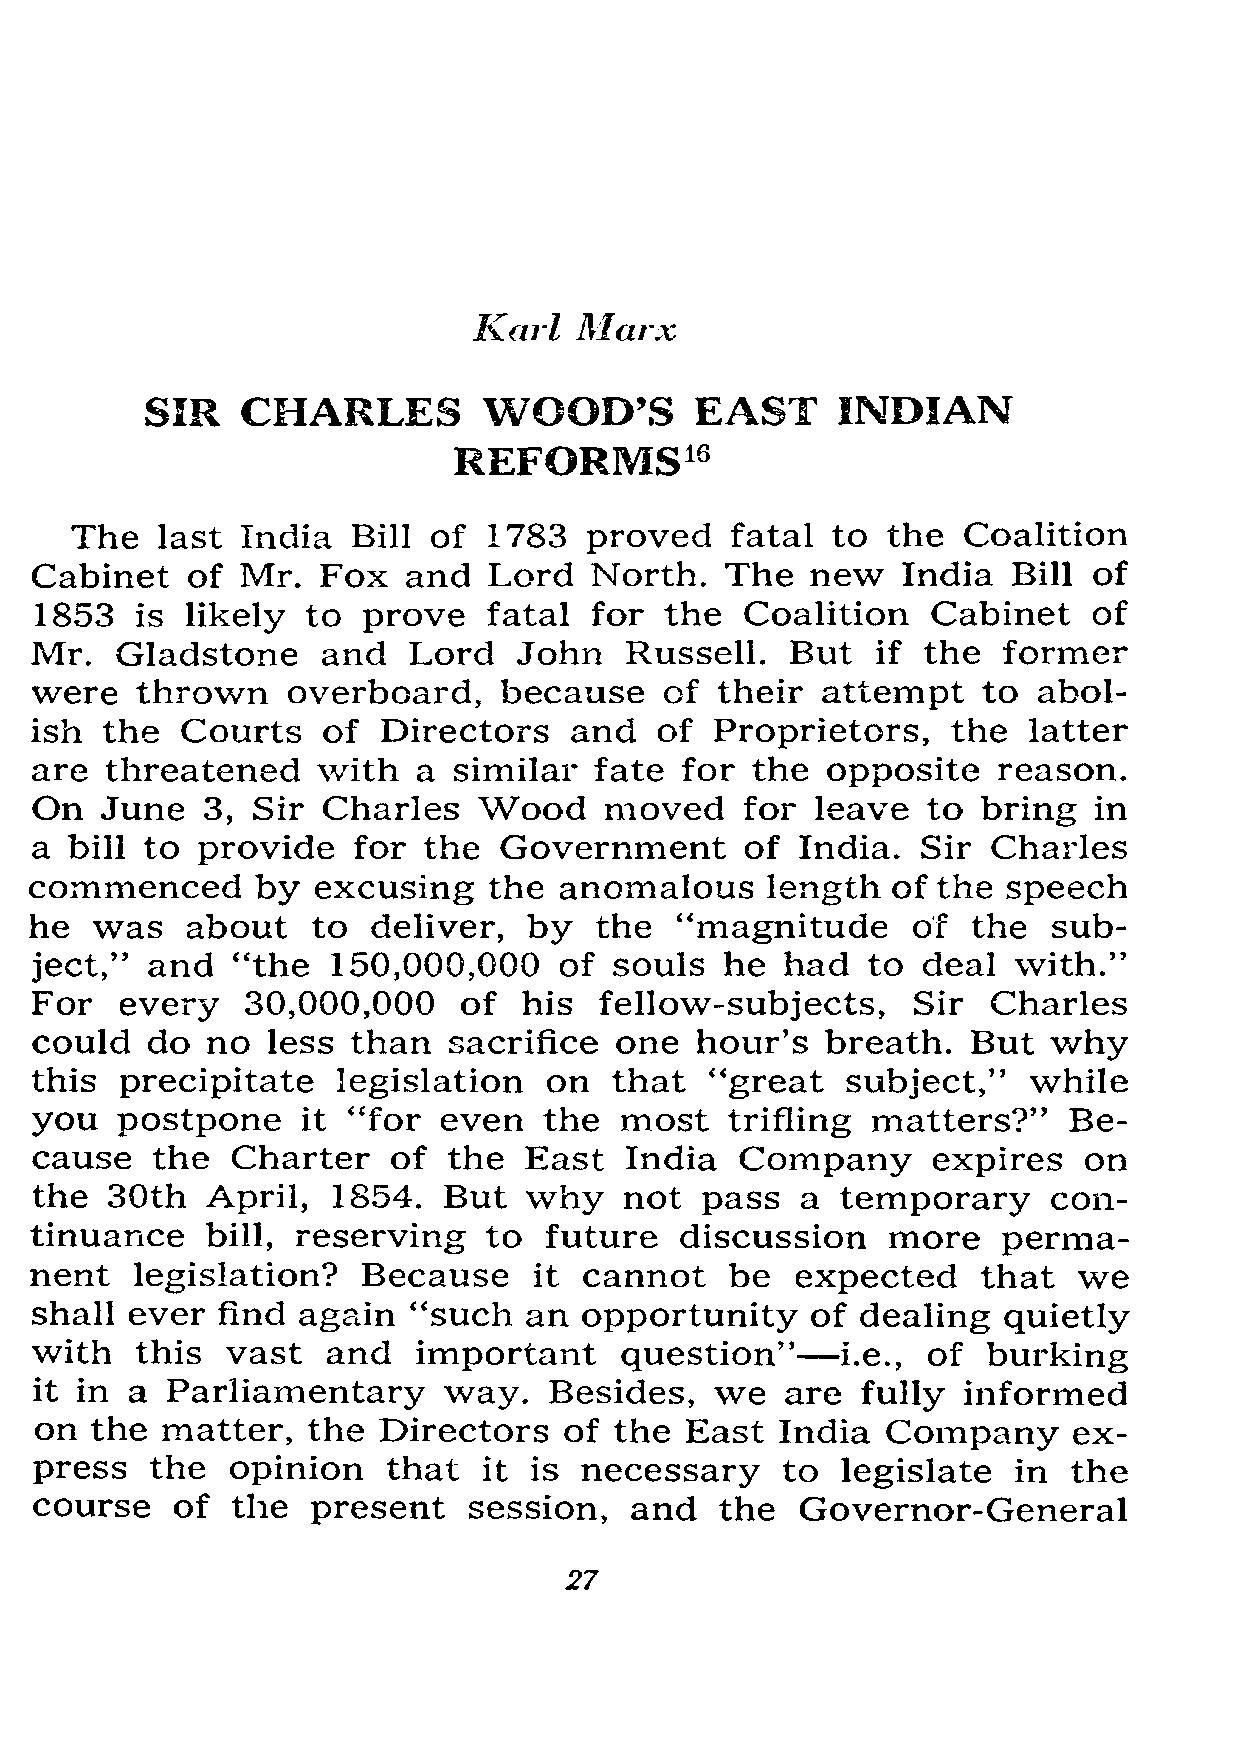 Karl Marx
SIR CHARLES WOOD'S EAST INDIAN
REFORMS¹⁶
The last India Bill of 1783 proved fatal to the Coalition
Cabinet of Mr. Fox and Lord North. The new India Bill of
1853 is likely to prove fatal for the Coalition Cabinet of
Mr. Gladstone and Lord John Russell. But if the former
were thrown overboard, because of their attempt to abol-
ish the Courts of Directors and of Proprietors, the latter
are threatened with a similar fate for the opposite reason.
On June 3, Sir Charles Wood moved for leave to bring in
a bill to provide for the Government of India. Sir Charles
commenced by excusing the anomalous length of the speech
he was about to deliver, by the “magnitude of the sub-
ject,” and “the 150,000,000 of souls he had to deal with.”
For every 30,000,000 of his fellow-subjects, Sir Charles
could do no less than sacrifice one hour's breath. But why
this precipitate legislation on that “great subject,” while
you postpone it “for even the most trifling matters?” Be-
cause the Charter of the East India Company expires on
the 30th April, 1854. But why not pass a temporary con-
tinuance bill, reserving to future discussion more perma-
nent legislation? Because it cannot be expected that we
shall ever find again “such an opportunity of dealing quietly
with this vast and important question”—i.e., of burking
it in a Parliamentary way. Besides, we are fully informed
on the matter, the Directors of the East India Company ex-
press the opinion that it is necessary to legislate in the
course of the present session, and the Governor-General
27